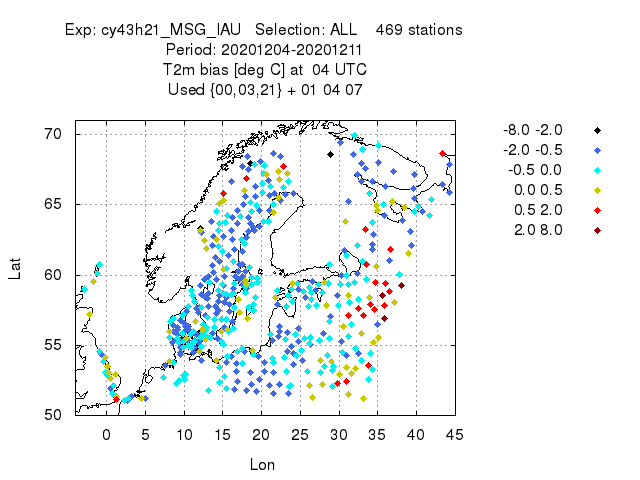 Exp: cy43h21_MSG_IAU   Selection: ALL    469 stations
Period: 20201204-20201211
T2m bias [deg C] at  04 UTC
Used {00,03,21} + 01 04 07
-8.0 -2.0
-2.0 -0.5
-0.5 0.0
0.0 0.5
0.5 2.0
2.0 8.0
70
65
60
55
50
Lat
0 5 10 15 20 25 30 35 40 45
Lon